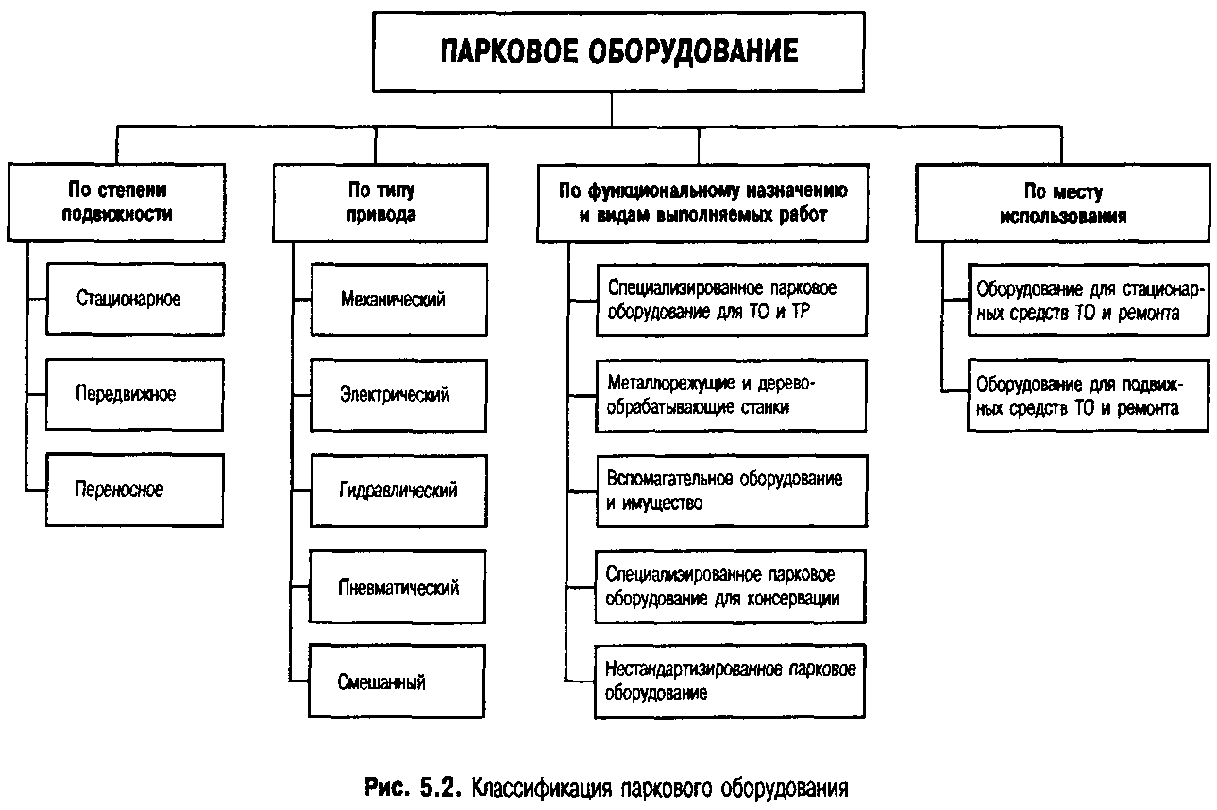 ПАРКОВОЕ ОБОРУДОВАНИЕ
По степени
подвижности
Стационарное
Передвижное
Переносное
По типу
привода
Механический
Электрический
Гидравлический
Пневматический
Смешанный
По функциональному назначению
и видам выполняемых работ
Специализированное парковое
оборудование для ТО и ТР
Металлорежущие и дерево-
обрабатывающие станки
Вспомагательное оборудование
и имущество
Специализированное парковое
оборудование для консервации
Нестандартизированное парковое
оборудование
По месту
использования
Оборудование для стационар-
ных средств ТО и ремонта
Оборудование для подвиж-
ных средств ТО и ремонта
Рис. 5.2. Классификация паркового оборудования